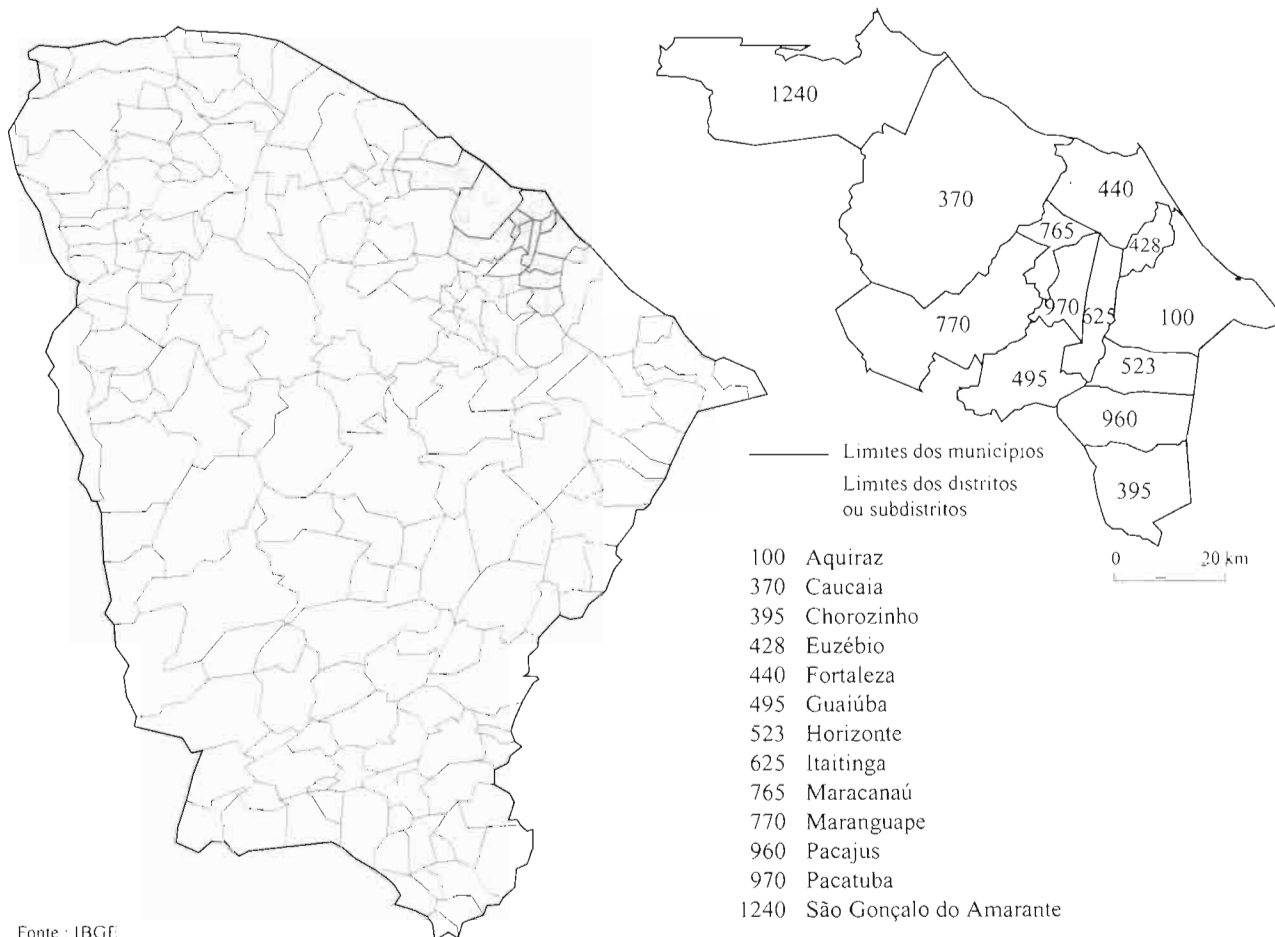 1240
370
440
765
428
970
625
770
100
495
523
960
395
Limites dos municípios
Limites dos distritos
ou subdistritos
0 20 km
100 Aquiraz
370 Caucaia
395 Chorozinho
428 Euzébio
440 Fortaleza
495 Guaiúba
523 Horizonte
625 Itaitinga
765 Maracanaú
770 Maranguape
960 Pacajus
970 Pacatuba
1240 São Gonçalo do Amarante
Fonte : IBGE